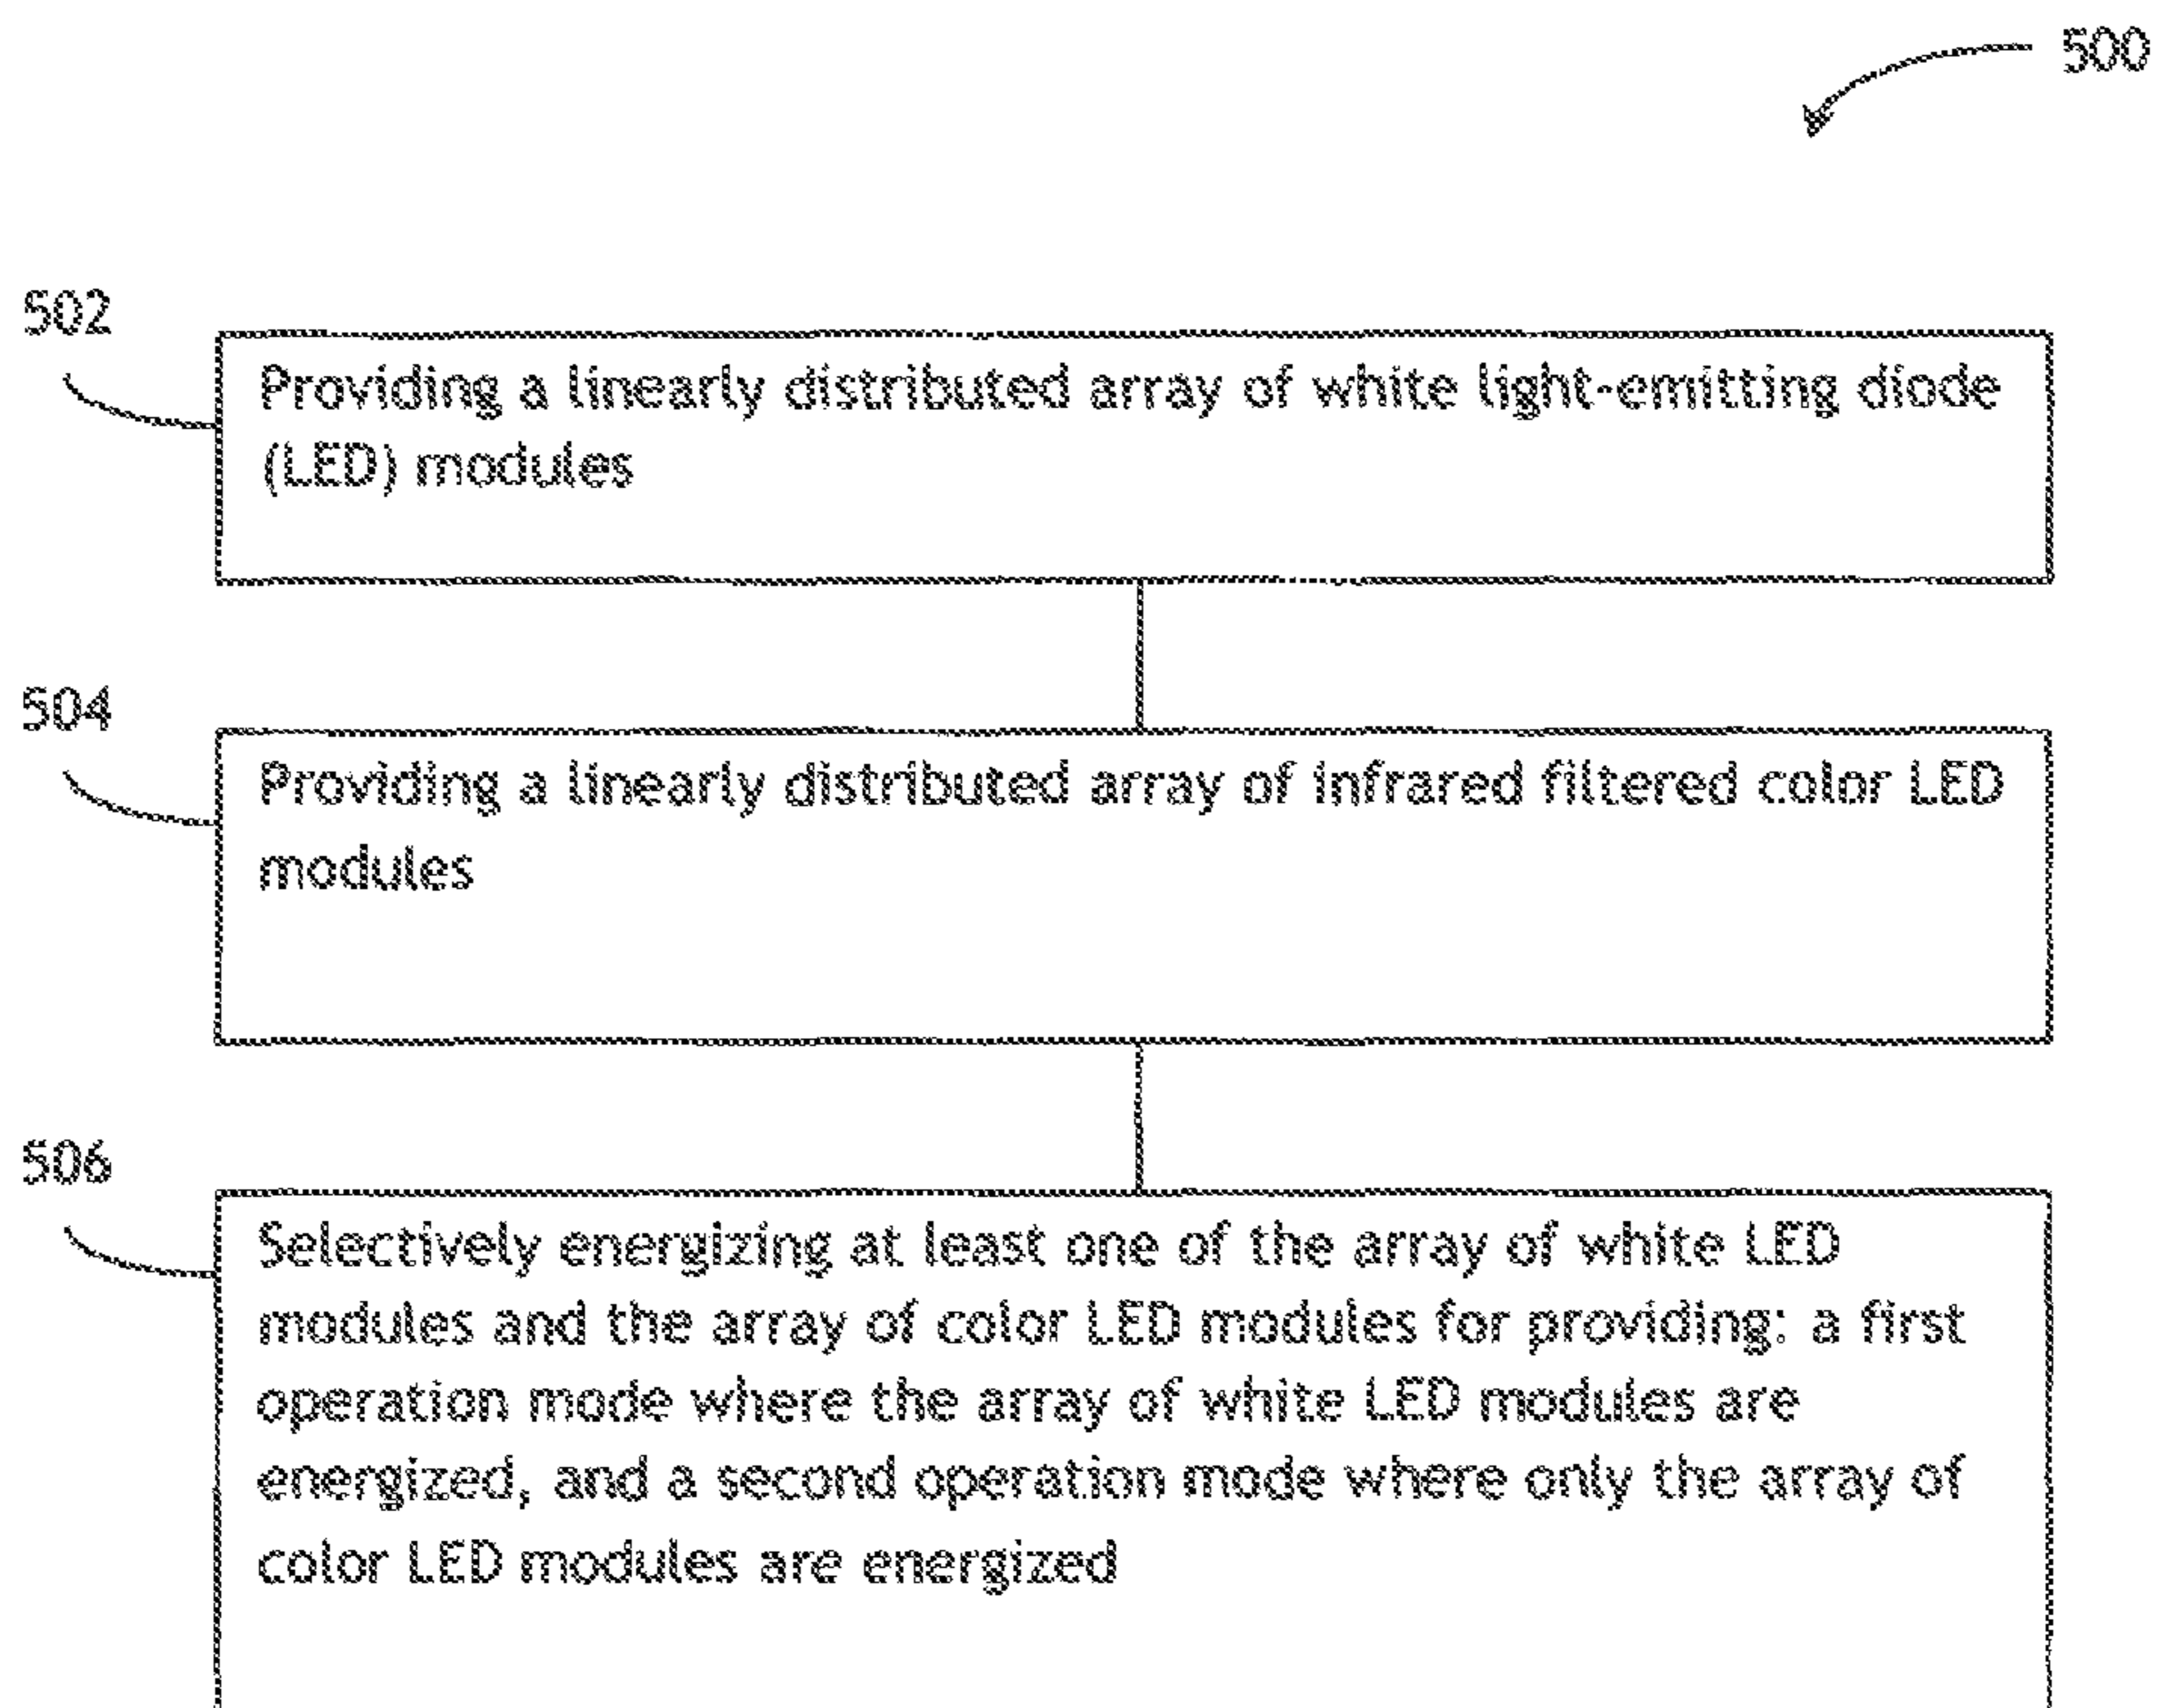 500
502
Providing a linearly distributed array of white light-emitting diode
(LED) modules
504
Providing a linearly distributed array of infrared filtered color LED
modules
506
Selectively energizing at least one of the array of white LED
modules and the array of color LED modules for providing: a first
operation mode where the array of white LED modules are
energized, and a second operation mode where only the array of
color LED modules are energized